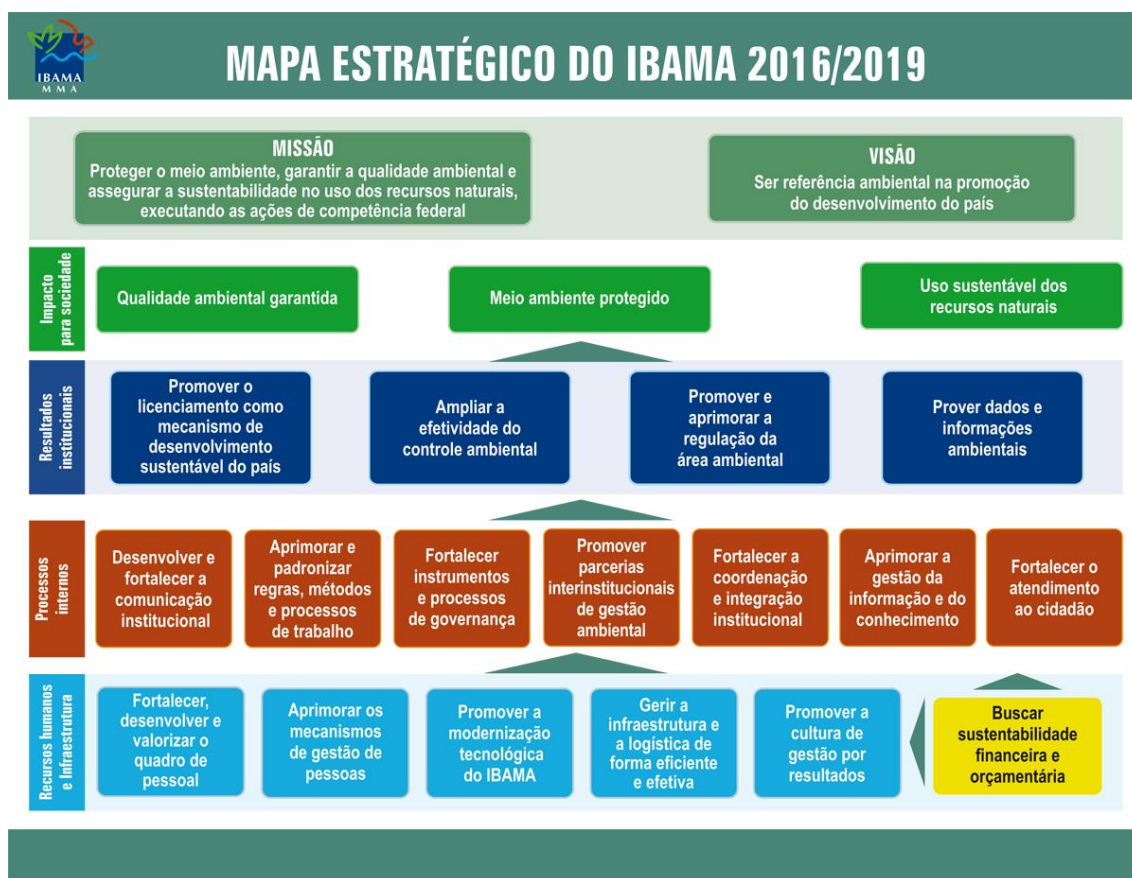 IBAMA
MMA
MAPA ESTRATÉGICO DO IBAMA 2016/2019
MISSÃO
Proteger o meio ambiente, garantir a qualidade ambiental e
assegurar a sustentabilidade no uso dos recursos naturais,
executando as ações de competência federal
VISÃO
Ser referência ambiental na promoção
do desenvolvimento do país
Impacto
para sociedade
Qualidade ambiental garantida
Meio ambiente protegido
Uso sustentável dos
recursos naturais
Resultados
institucionais
Promover o
licenciamento como
mecanismo de
desenvolvimento
sustentável do país
Ampliar a
efetividade do
controle ambiental
Promover e
aprimorar a
regulação da
área ambiental
Prover dados e
informações
ambientais
Processos
internos
Desenvolver e
fortalecer a
comunicação
institucional
Aprimorar e
padronizar
regras, métodos
e processos
de trabalho
Fortalecer
instrumentos
e processos
de governança
Promover
parcerias
interinstitucionais
de gestão
ambiental
Fortalecer a
coordenação
e integração
institucional
Aprimorar a
gestão da
informação e do
conhecimento
Fortalecer o
atendimento
ao cidadão
Recursos humanos
e Infraestrutura
Fortalecer,
desenvolver e
valorizar o
quadro de
pessoal
Aprimorar os
mecanismos
de gestão de
pessoas
Promover a
modernização
tecnológica
do IBAMA
Gerir a
infraestrutura e
a logística de
forma eficiente
e efetiva
Promover a
cultura de
gestão por
resultados
Buscar
sustentabilidade
financeira e
orçamentária